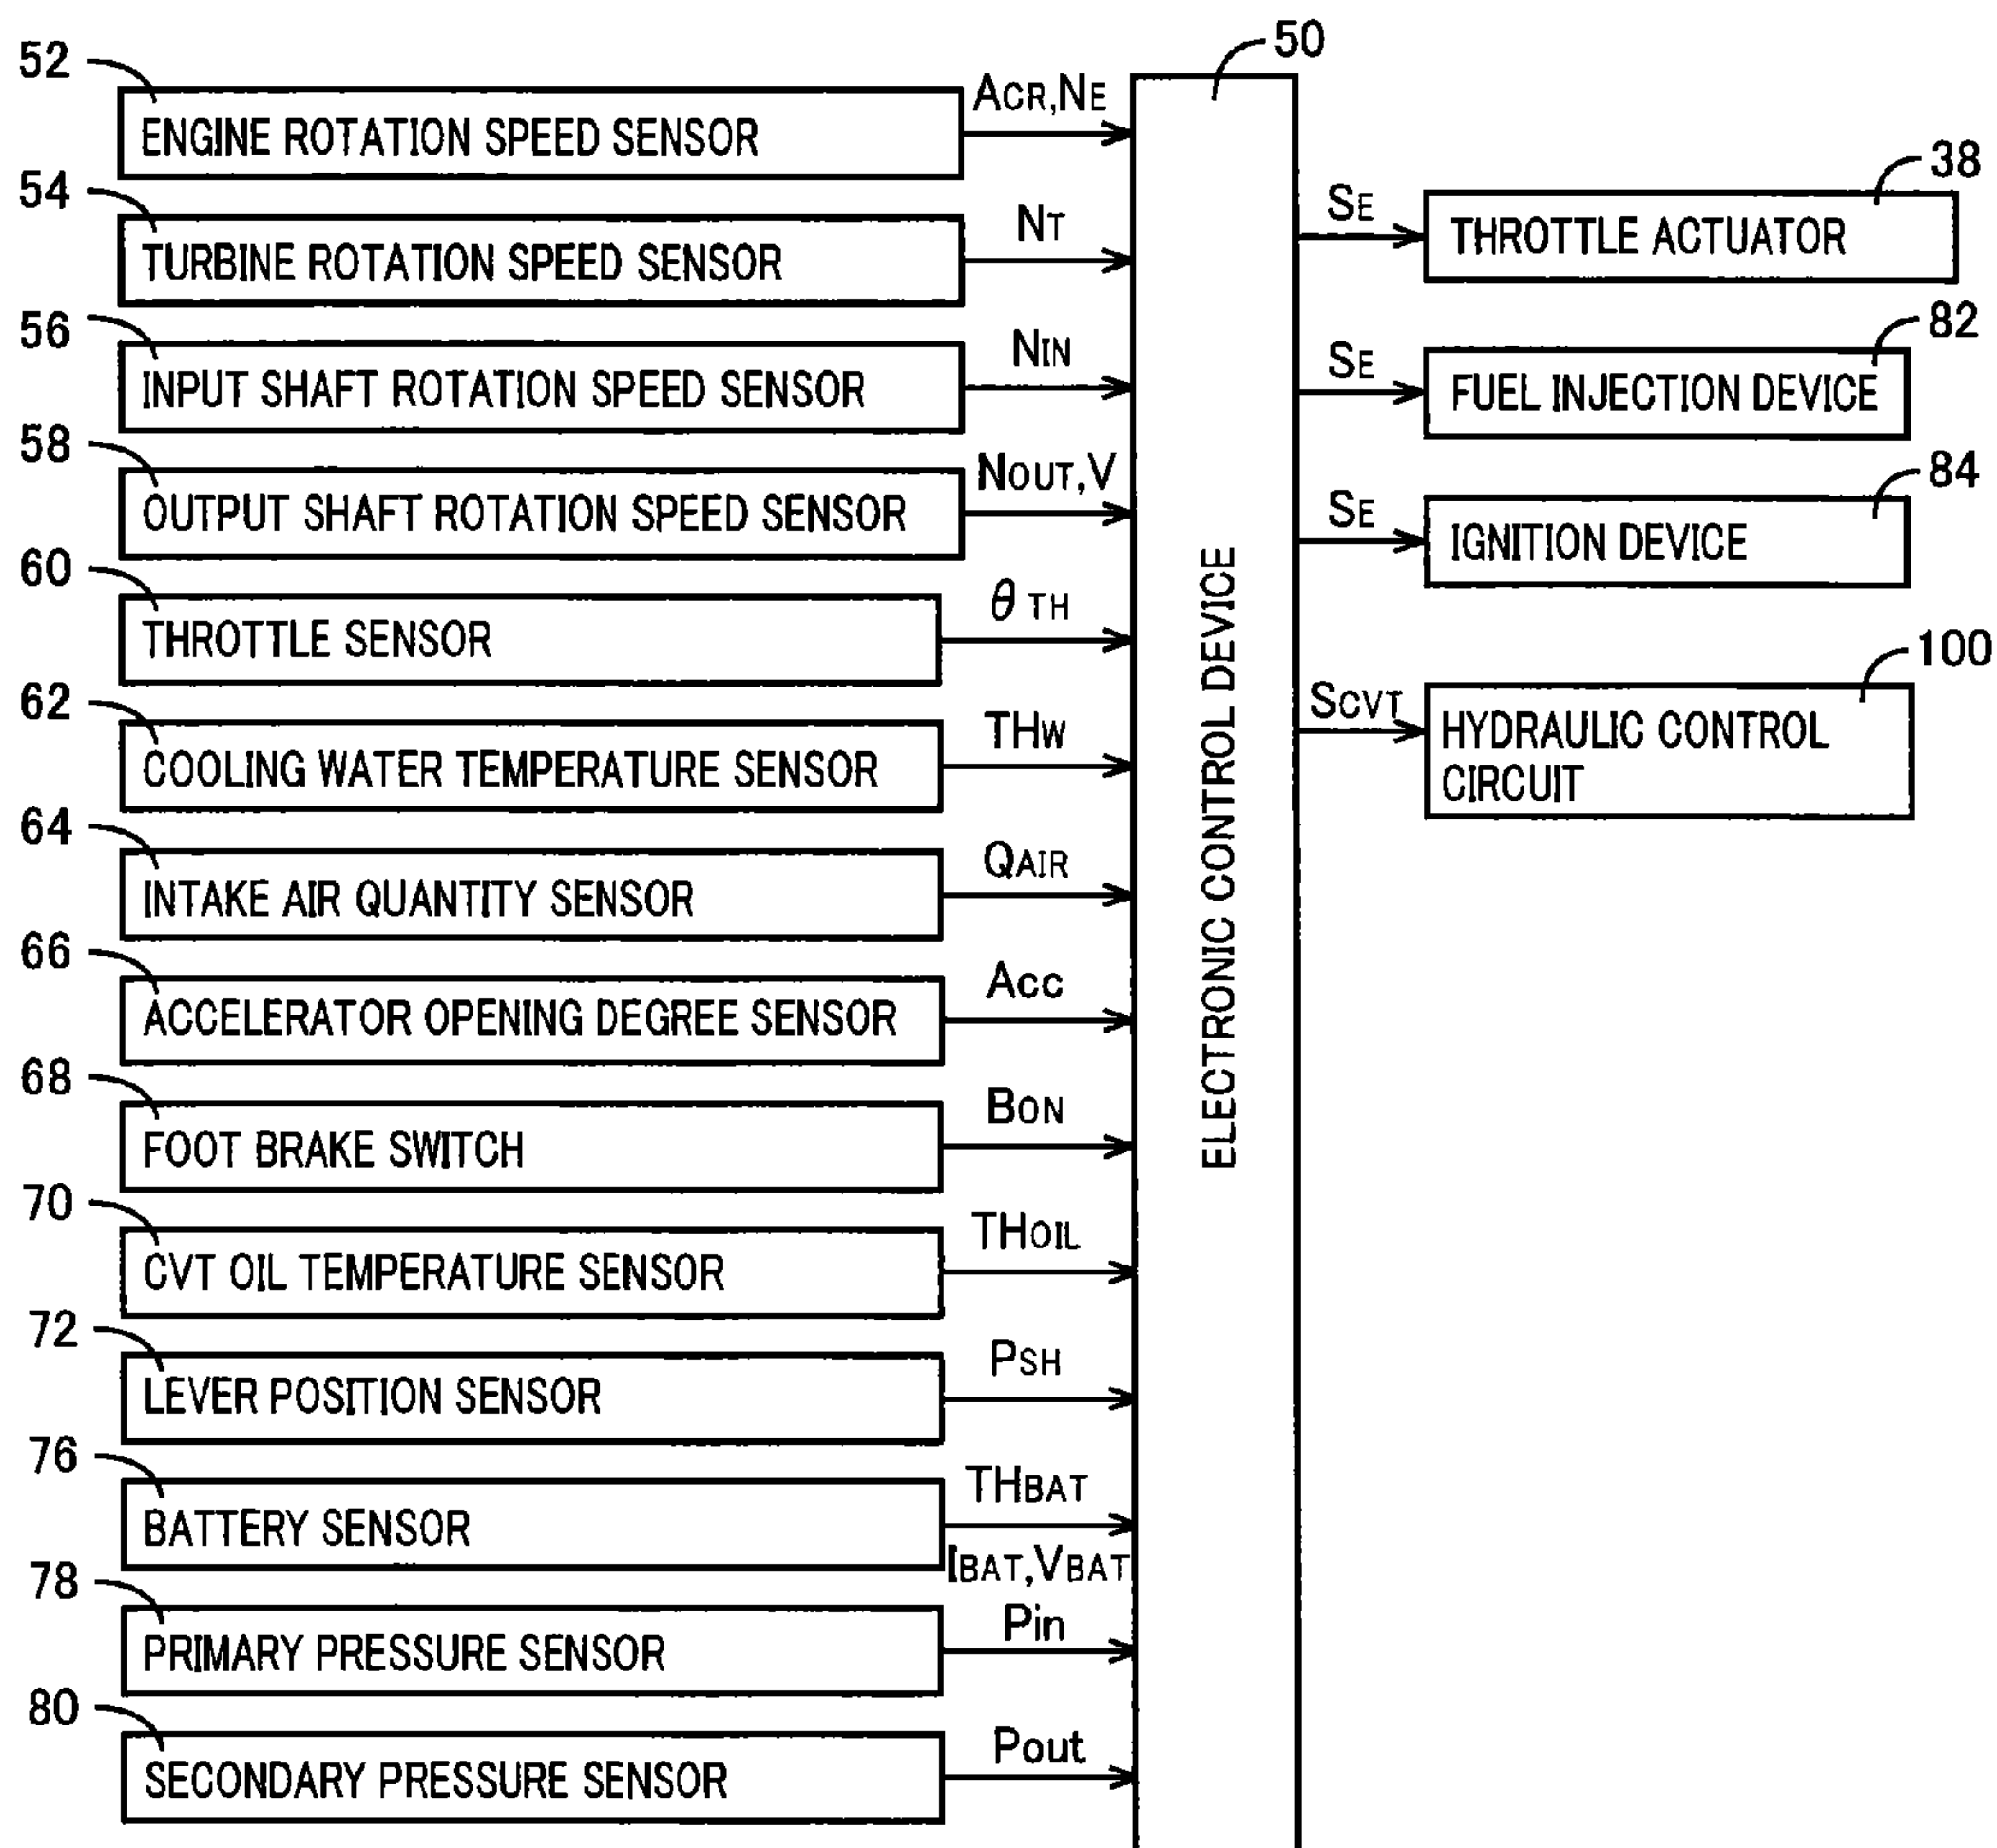 50
52
ACR,NE
ENGINE ROTATION SPEED SENSOR
54
NT
TURBINE ROTATION SPEED SENSOR
56
NIN
INPUT SHAFT ROTATION SPEED SENSOR
58
NOUT,V
OUTPUT SHAFT ROTATION SPEED SENSOR
60
θTH
THROTTLE SENSOR
62
THW
COOLING WATER TEMPERATURE SENSOR
64
QAIR
INTAKE AIR QUANTITY SENSOR
66
ACC
ACCELERATOR OPENING DEGREE SENSOR
68
BON
FOOT BRAKE SWITCH
70
THOIL
CVT OIL TEMPERATURE SENSOR
72
PSH
LEVER POSITION SENSOR
76
THBAT
BATTERY SENSOR
IBAT,VBAT
78
Pin
PRIMARY PRESSURE SENSOR
80
Pout
SECONDARY PRESSURE SENSOR
ELECTRONIC CONTROL DEVICE
38
SE
THROTTLE ACTUATOR
82
SE
FUEL INJECTION DEVICE
84
SE
IGNITION DEVICE
100
SCVT
HYDRAULIC CONTROL
CIRCUIT